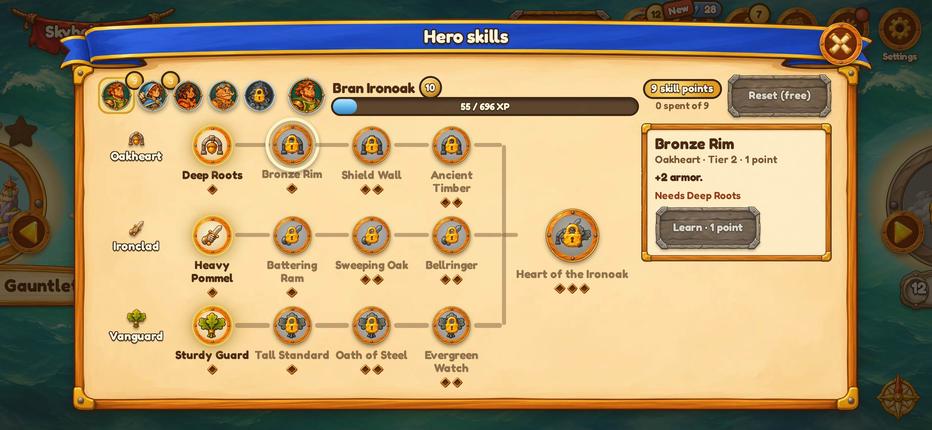 Hero skills
12
New
28
7
Settings
9
9
Bran Ironoak
10
55 / 696 XP
9 skill points
0 spent of 9
Reset (free)
Oakheart
Deep Roots
Bronze Rim
Shield Wall
Ancient
Timber
Bronze Rim
Oakheart · Tier 2 · 1 point
+2 armor.
Needs Deep Roots
Learn · 1 point
Ironclad
Heavy
Pommel
Battering
Ram
Sweeping Oak
Bellringer
Heart of the Ironoak
Gauntlet
12
Vanguard
Sturdy Guard
Tall Standard
Oath of Steel
Evergreen
Watch